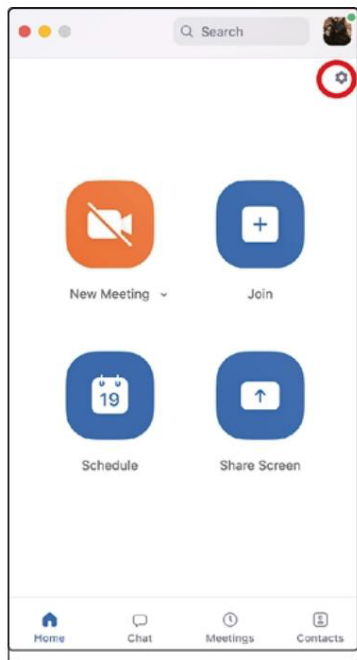 Search
New Meeting
Join
19
Schedule
Share Screen
Home
Chat
Meetings
Contacts